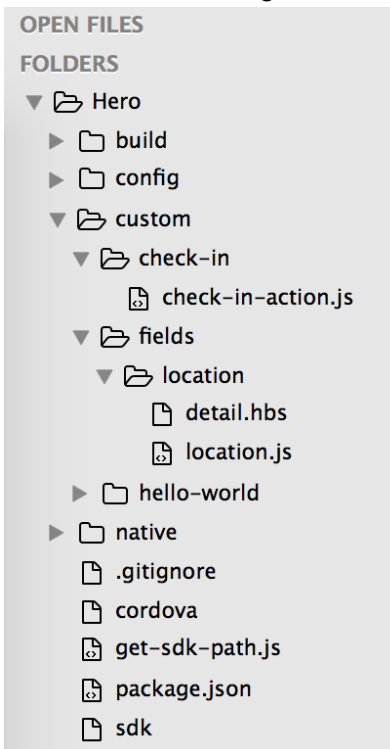 OPEN FILES
FOLDERS
Hero
build
config
custom
check-in
check-in-action.js
fields
location
detail.hbs
location.js
hello-world
native
.gitignore
cordova
get-sdk-path.js
package.json
sdk